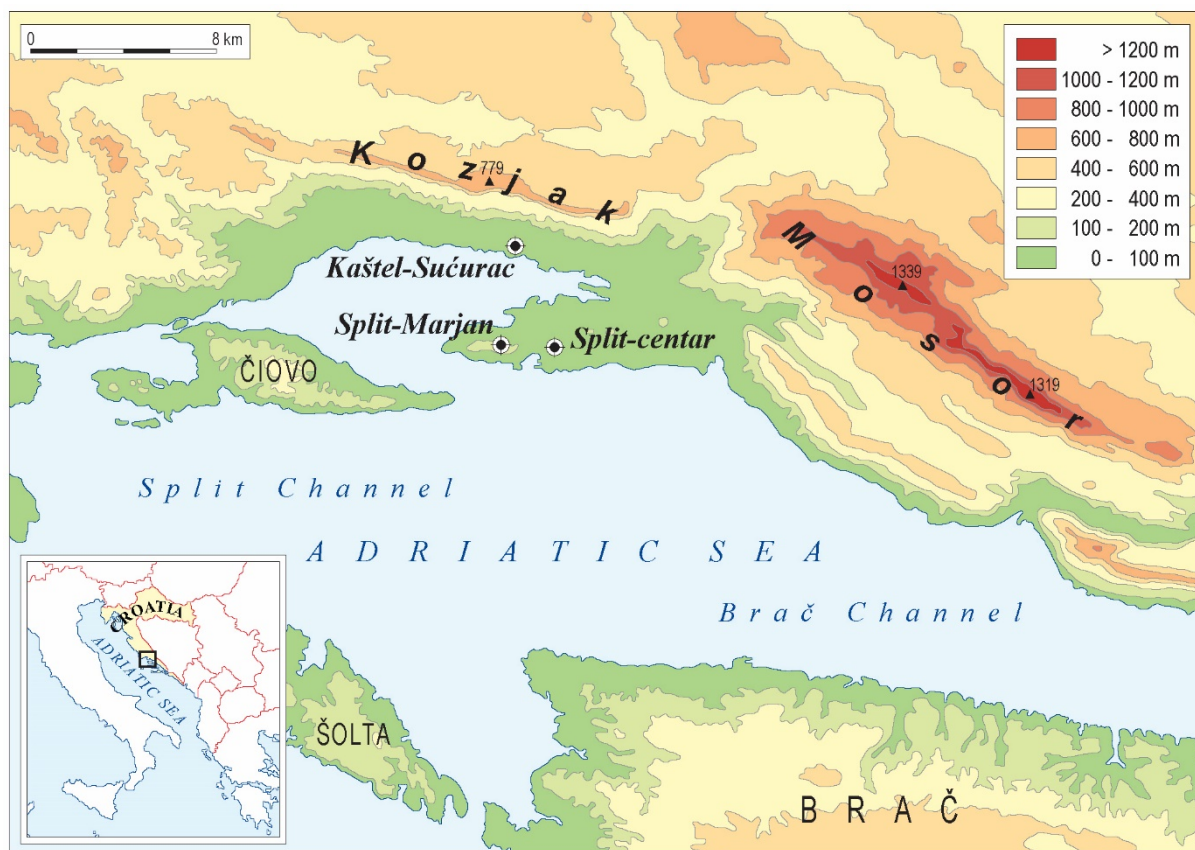 0 8 km
> 1200 m
1000 - 1200 m
800 - 1000 m
600 - 800 m
400 - 600 m
200 - 400 m
100 - 200 m
0 - 100 m
Kozjak
779
Mosor
1339
1319
Kaštel-Sućurac
Split-Marjan
Split-centar
ČIOVO
Split Channel
ADRIATIC SEA
Brač Channel
CROATIA
ADRIATIC SEA
ŠOLTA
BRAČ